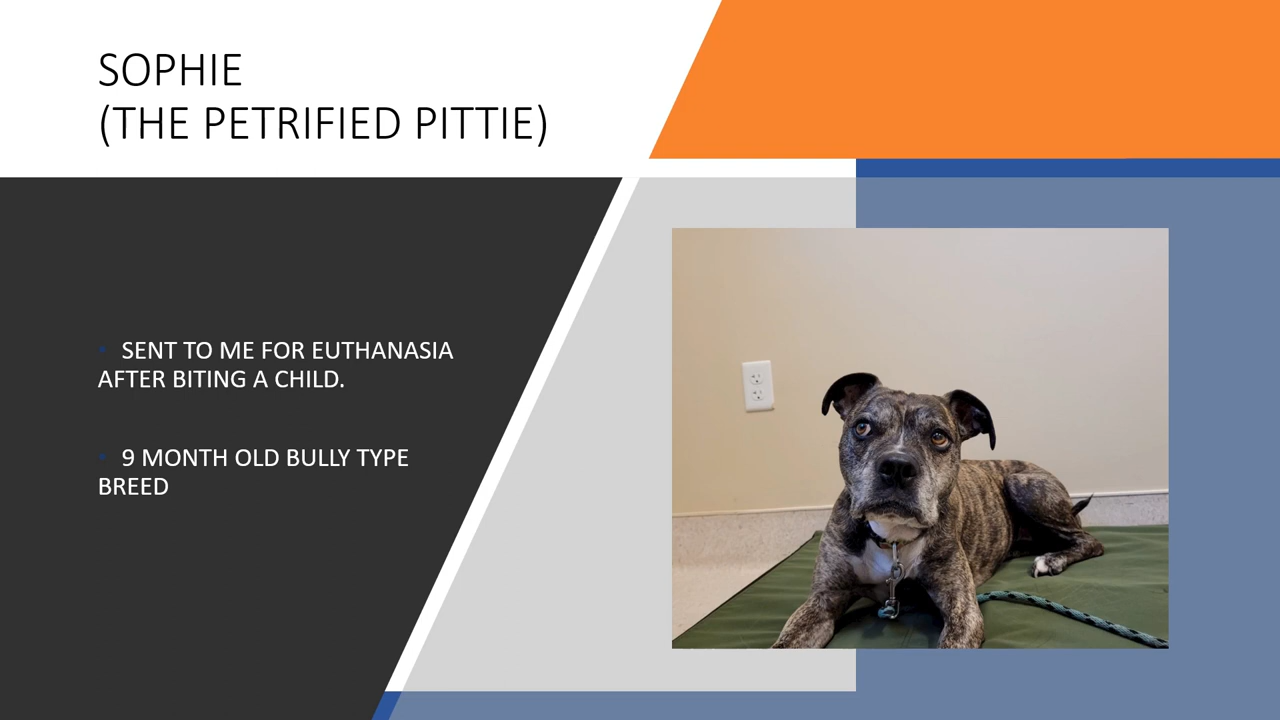 SOPHIE
(THE PETRIFIED PITTIE)
• SENT TO ME FOR EUTHANASIA
AFTER BITING A CHILD.
• 9 MONTH OLD BULLY TYPE
BREED